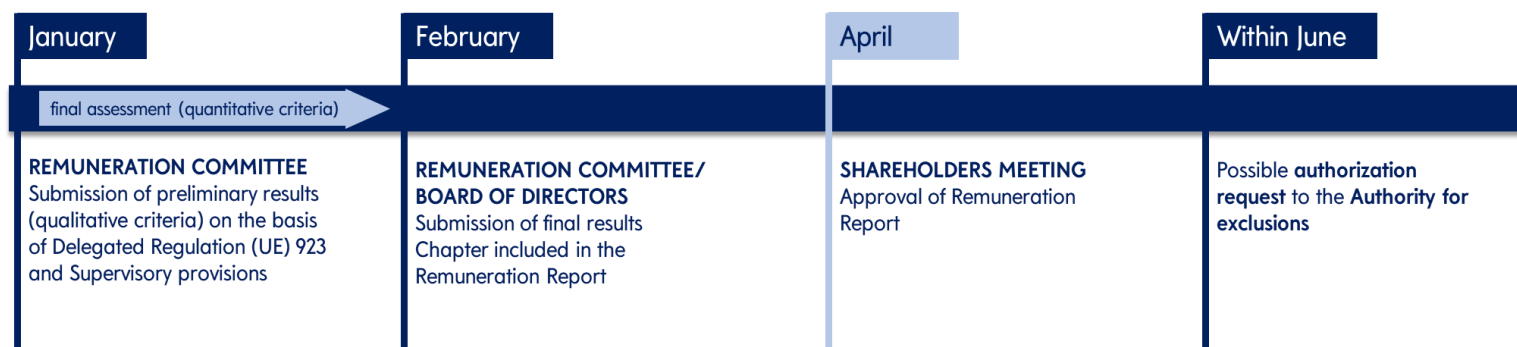 January
February
April
Within June
final assessment (quantitative criteria)
REMUNERATION COMMITTEE
Submission of preliminary results
(qualitative criteria) on the basis
of Delegated Regulation (UE) 923
and Supervisory provisions
REMUNERATION COMMITTEE/
BOARD OF DIRECTORS
Submission of final results
Chapter included in the
Remuneration Report
SHAREHOLDERS MEETING
Approval of Remuneration
Report
Possible authorization
request to the Authority for
exclusions